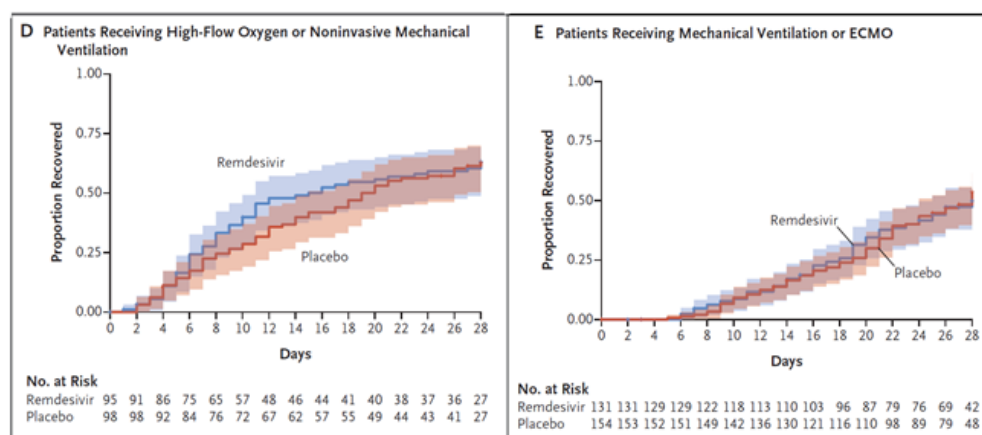 D Patients Receiving High-Flow Oxygen or Noninvasive Mechanical
Ventilation
1.00
0.75
0.50
0.25
0.00
Proportion Recovered
Remdesivir
Placebo
0 2 4 6 8 10 12 14 16 18 20 22 24 26 28
Days
No. at Risk
Remdesivir 95 91 86 75 65 57 48 46 44 41 40 38 37 36 27
Placebo 98 98 92 84 76 72 67 62 57 55 49 44 43 41 27
E Patients Receiving Mechanical Ventilation or ECMO
1.00
0.75
0.50
0.25
0.00
Proportion Recovered
Remdesivir
Placebo
0 2 4 6 8 10 12 14 16 18 20 22 24 26 28
Days
No. at Risk
Remdesivir 131 131 129 129 122 118 113 110 103 96 87 79 76 69 42
Placebo 154 153 152 151 149 142 136 130 121 116 110 98 89 79 48